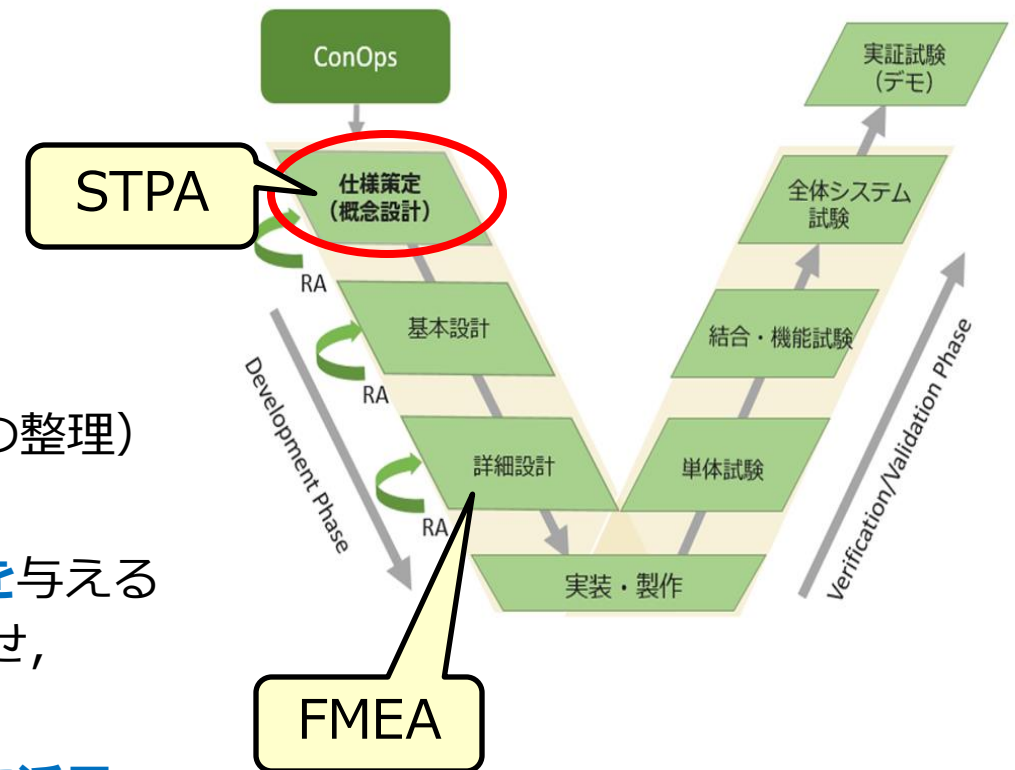 ConOps
実証試験
(デモ)
STPA
仕様策定
(概念設計)
全体システム
試験
RA
基本設計
結合・機能試験
RA
の整理）
詳細設計
単体試験
RA
Development Phase
Verification/Validation Phase
を与える
実装・製作
せ，
FMEA